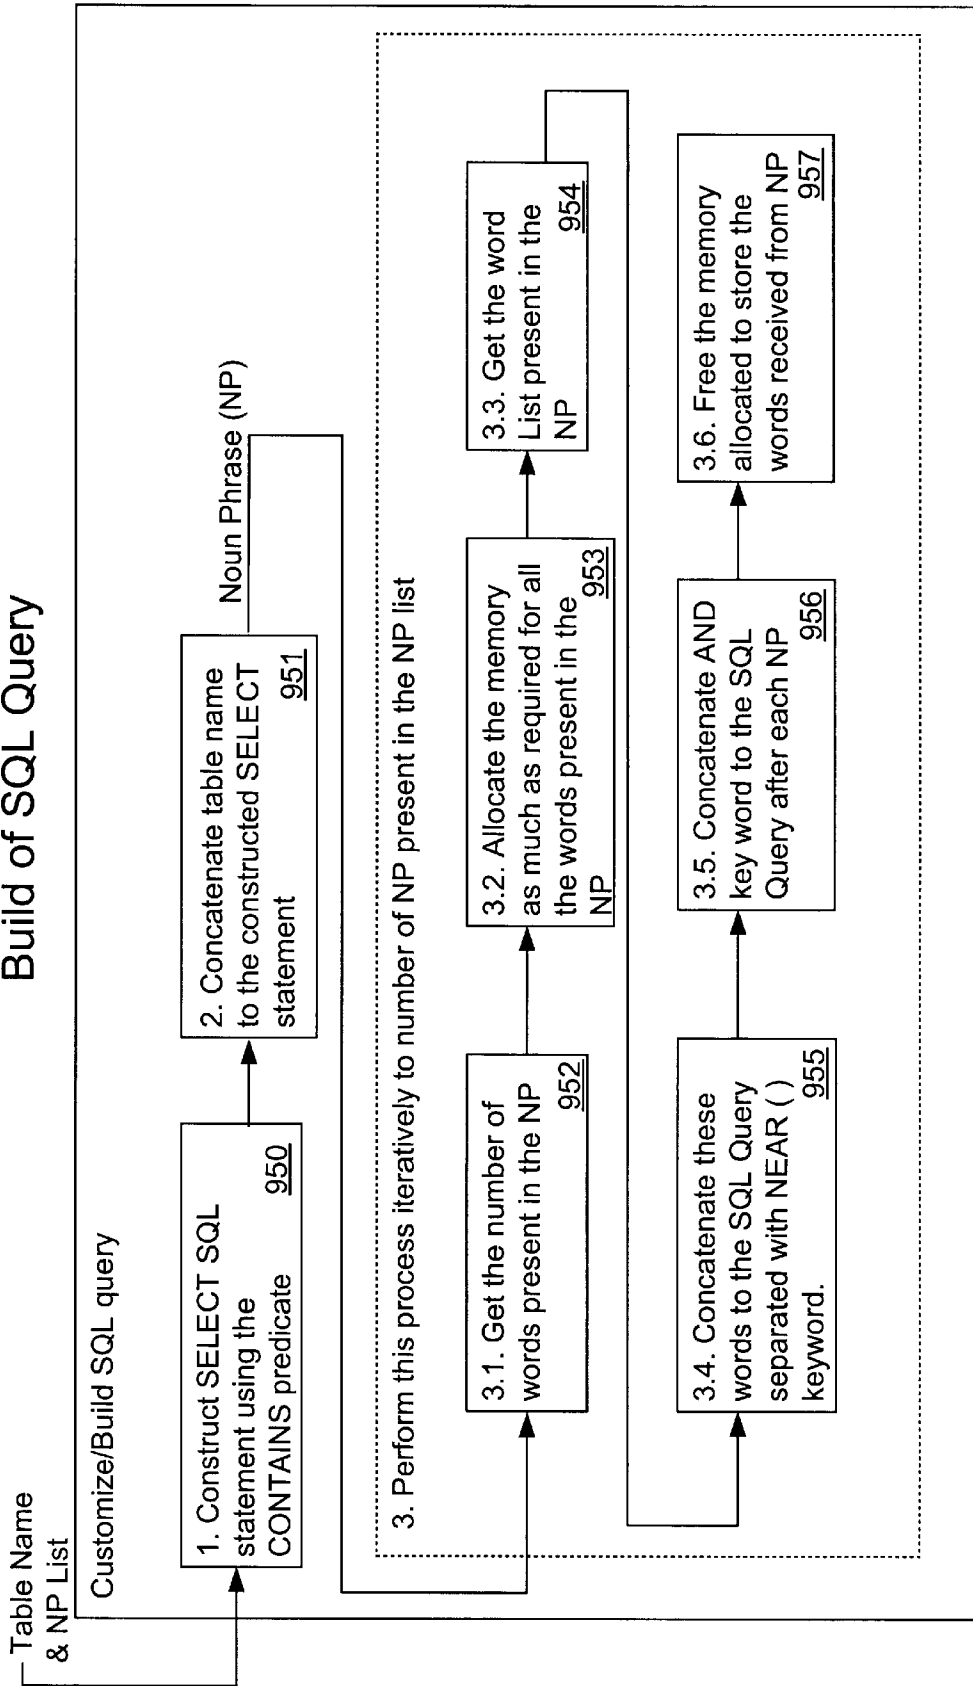 Build of SQL Query
Table Name
& NP List
Customize/Build SQL query
1. Construct SELECT SQL
statement using the
CONTAINS predicate
950
2. Concatenate table name
to the constructed SELECT
statement
951
Noun Phrase (NP)
3. Perform this process iteratively to number of NP present in the NP list
3.1. Get the number of
words present in the NP
952
3.2. Allocate the memory
as much as required for all
the words present in the
NP
953
3.3. Get the word
List present in the
NP
954
3.4. Concatenate these
words to the SQL Query
separated with NEAR ( )
keyword.
955
3.5. Concatenate AND
key word to the SQL
Query after each NP
956
3.6. Free the memory
allocated to store the
words received from NP
957